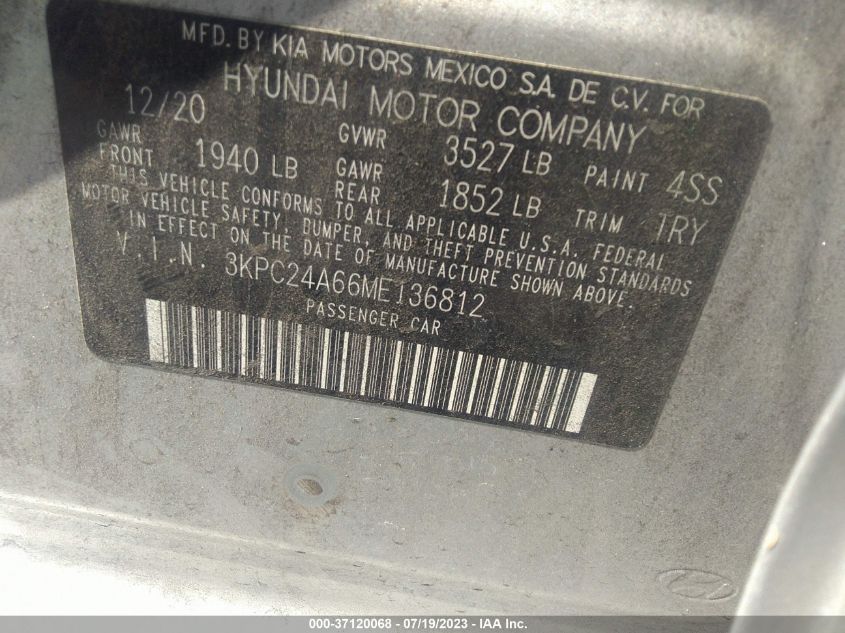 MFD. BY KIA MOTORS MEXICO S.A. DE C.V. FOR
HYUNDAI MOTOR COMPANY
12/20 GVWR 3527 LB PAINT 4SS
GAWR FRONT 1940 LB GAWR REAR 1852 LB TRIM TRY
THIS VEHICLE CONFORMS TO ALL APPLICABLE U.S.A. FEDERAL
MOTOR VEHICLE SAFETY, BUMPER, AND THEFT PREVENTION STANDARDS
IN EFFECT ON THE DATE OF MANUFACTURE SHOWN ABOVE.
V.I.N. 3KPC24A66ME136812
PASSENGER CAR
000-37120068 - 07/19/2023 - IAA Inc.